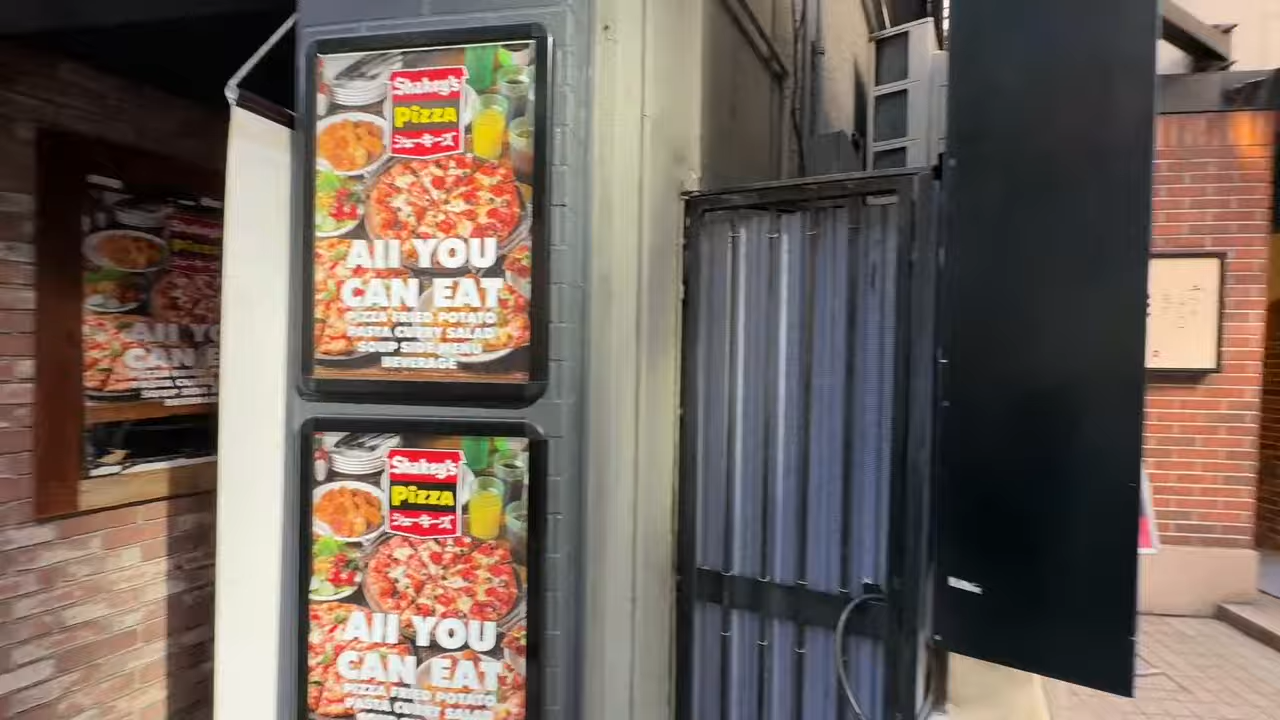 Shakey's
Pizza
シェーキーズ
All YOU
CAN EAT
PIZZA FRIED POTATO
PASTA CURRY SALAD
SOUP SIDE MENU
BEVERAGE
Shakey's
Pizza
シェーキーズ
All YOU
CAN EAT
PIZZA FRIED POTATO
PASTA CURRY SALAD